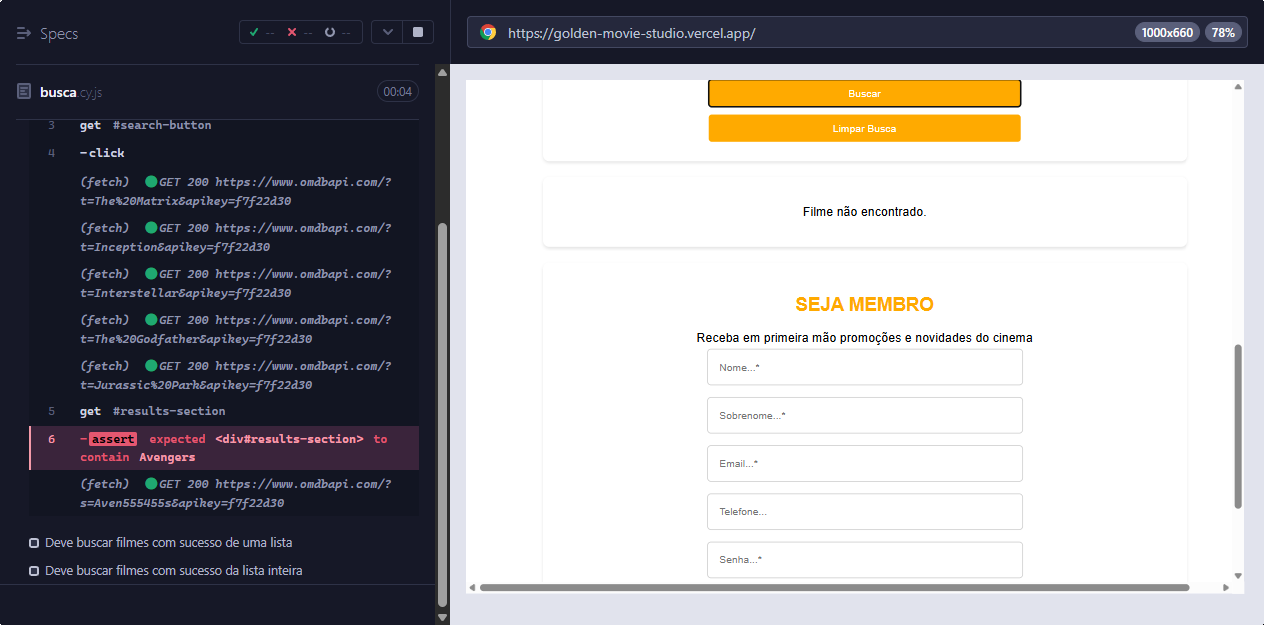 Specs
-- -- --
https://golden-movie-studio.vercel.app/
1000x660
78%
busca.cy.js
00:04
3 get #search-button
4 -click
(fetch) GET 200 https://www.omdbapi.com/?
t=The%20Matrix&apikey=f7f22d30
(fetch) GET 200 https://www.omdbapi.com/?
t=Inception&apikey=f7f22d30
(fetch) GET 200 https://www.omdbapi.com/?
t=Interstellar&apikey=f7f22d30
(fetch) GET 200 https://www.omdbapi.com/?
t=The%20Godfather&apikey=f7f22d30
(fetch) GET 200 https://www.omdbapi.com/?
t=Jurassic%20Park&apikey=f7f22d30
5 get #results-section
6 -assert expected <div#results-section> to
contain Avengers
(fetch) GET 200 https://www.omdbapi.com/?
s=Aven555455s&apikey=f7f22d30
Deve buscar filmes com sucesso de uma lista
Deve buscar filmes com sucesso da lista inteira
Buscar
Limpar Busca
Filme não encontrado.
SEJA MEMBRO
Receba em primeira mão promoções e novidades do cinema
Nome...*
Sobrenome...*
Email...*
Telefone...
Senha...*